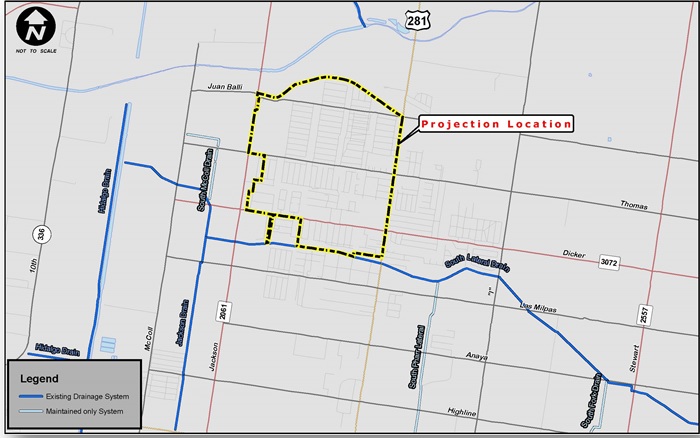 N
NOT TO SCALE
281
Juan Balli
Projection Location
South McColl Drain
Hidalgo Drain
Thomas
336
10th
Dicker
3072
South Lateral Drain
"I"
Las Milpas
2061
2557
Jackson Drain
McColl
Jackson
South Pharr Lateral
Stewart
Anaya
Hidalgo Drain
South Fork Drain
Highline
Legend
Existing Drainage System
Maintained only System